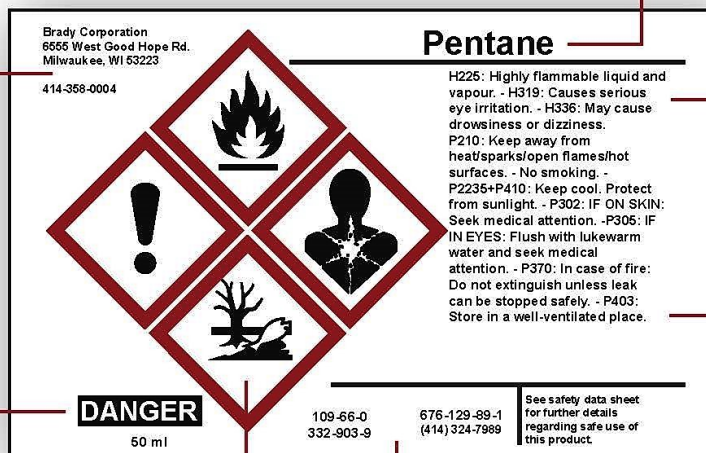 Brady Corporation
6555 West Good Hope Rd.
Milwaukee, WI 53223
414-358-0004
Pentane
H225: Highly flammable liquid and
vapour. - H319: Causes serious
eye irritation. - H336: May cause
drowsiness or dizziness.
P210: Keep away from
heat/sparks/open flames/hot
surfaces. - No smoking. -
P2235+P410: Keep cool. Protect
from sunlight. - P302: IF ON SKIN:
Seek medical attention. -P305: IF
IN EYES: Flush with lukewarm
water and seek medical
attention. - P370: In case of fire:
Do not extinguish unless leak
can be stopped safely. - P403:
Store in a well-ventilated place.
DANGER
50 ml
109-66-0
332-903-9
676-129-89-1
(414) 324-7989
See safety data sheet
for further details
regarding safe use of
this product.